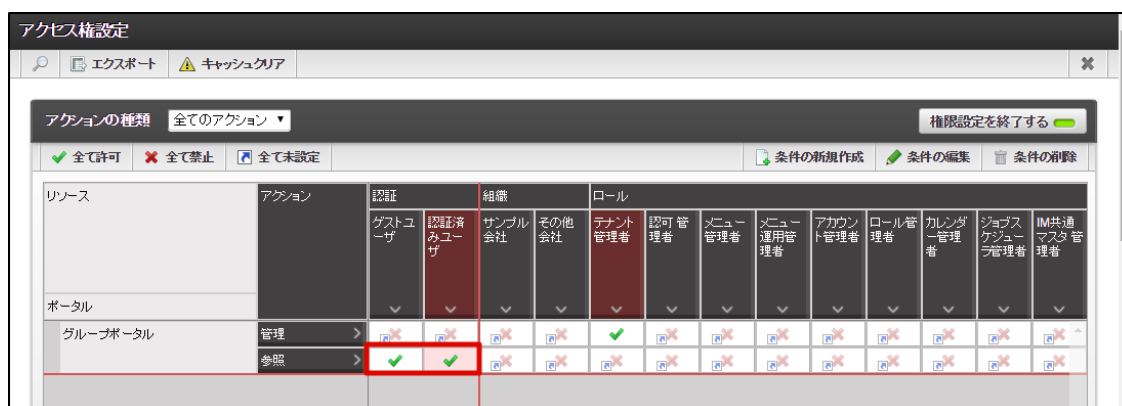 アクセス権設定
エクスポート キャッシュクリア
アクションの種類 全てのアクション 権限設定を終了する
全て許可 全て禁止 全て未設定 条件の新規作成 条件の編集 条件の削除
リソース アクション 認証 組織 ロール
ゲストユーザ 認証済みユーザ サンプル会社 その他会社 テナント管理者 認可管理者 メニュー管理者 メニュー運用管理者 アカウント管理者 ロール管理者 カレンダー管理者 ジョブスケジューラ管理者 IM共通マスタ管理者
ポータル
グループポータル 管理
参照